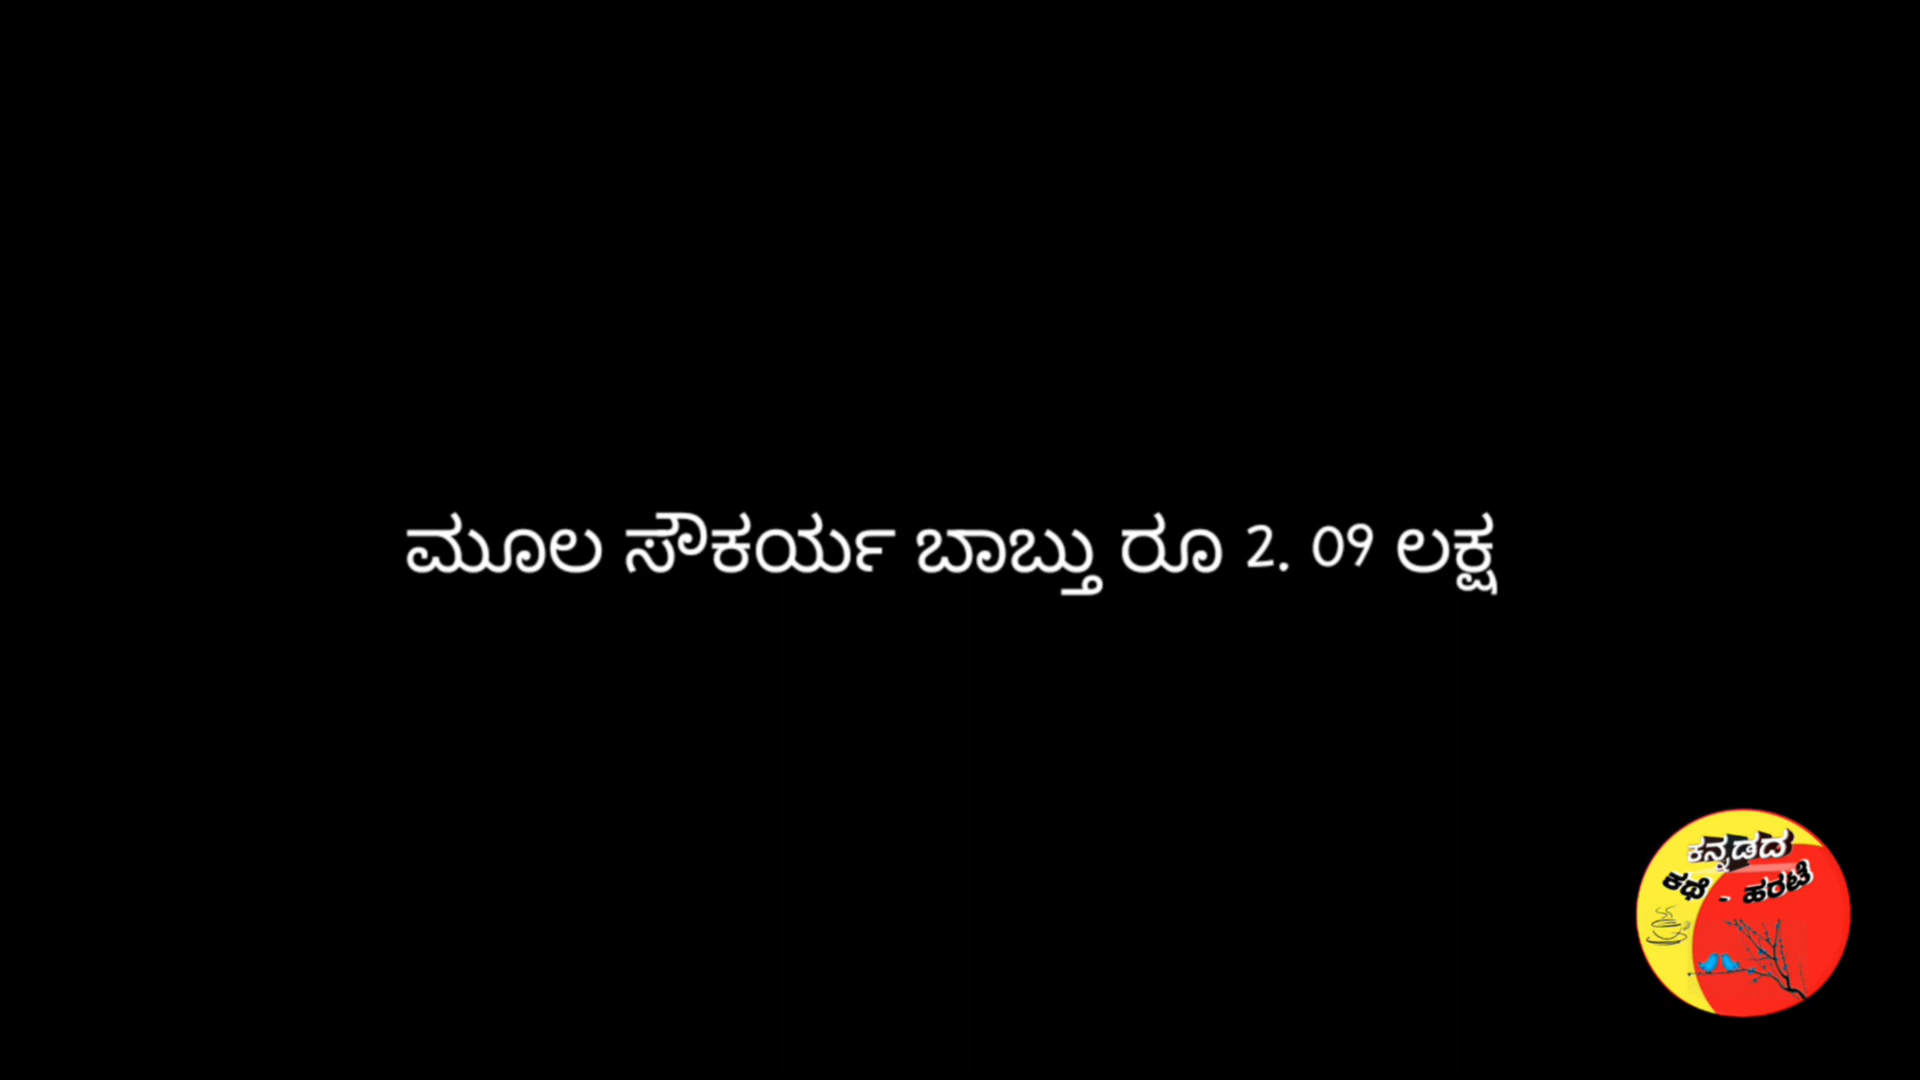 ಮೂಲ ಸೌಕರ್ಯ ಬಾಬ್ತು ರೂ 2. 09 ಲಕ್ಷ
ಕನ್ನಡದ
ಕಥೆ - ಹರಟೆ